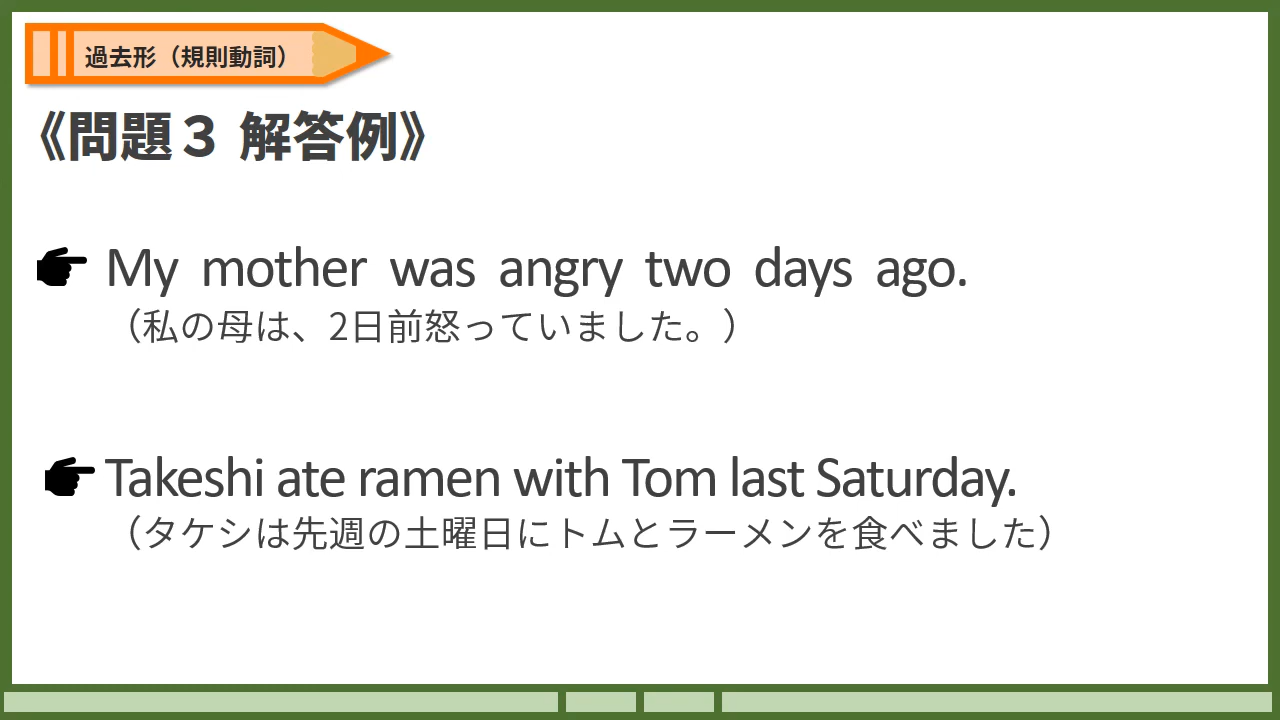 過去形（規則動詞）
《問題３ 解答例》
My mother was angry two days ago.
（私の母は、2日前怒っていました。）
Takeshi ate ramen with Tom last Saturday.
（タケシは先週の土曜日にトムとラーメンを食べました）